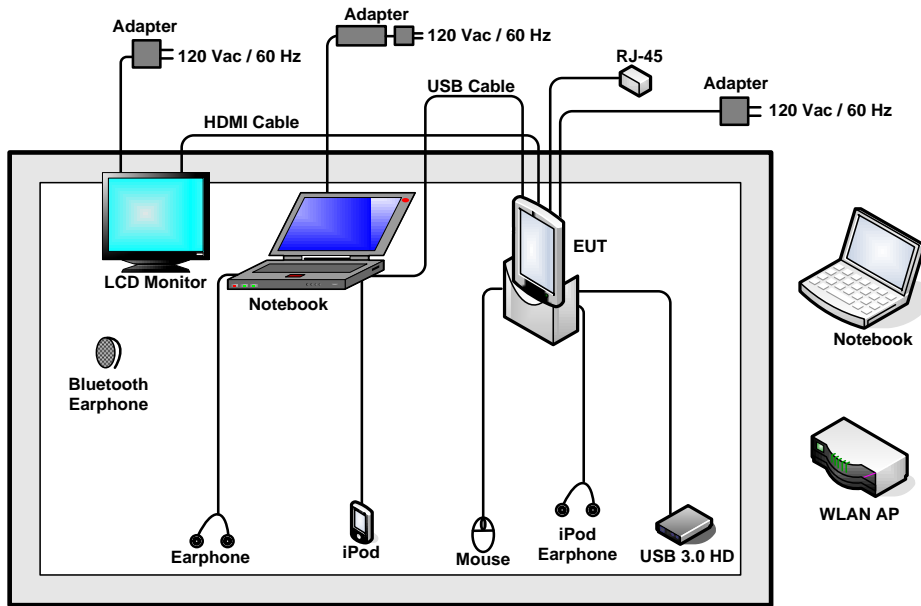 Adapter
120 Vac / 60 Hz
Adapter
120 Vac / 60 Hz
RJ-45
Adapter
120 Vac / 60 Hz
USB Cable
HDMI Cable
EUT
LCD Monitor
Notebook
Notebook
Bluetooth
Earphone
WLAN AP
Earphone
iPod
Mouse
iPod
Earphone
USB 3.0 HD